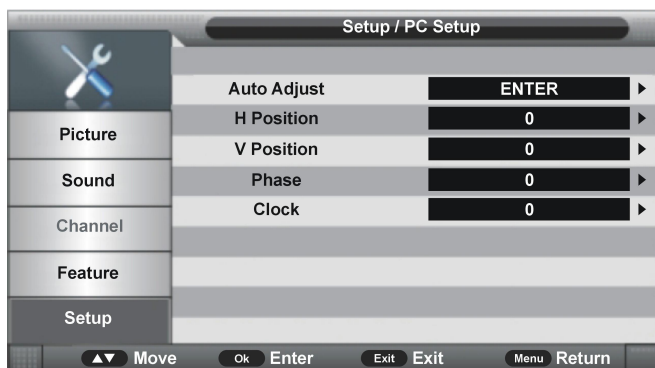 Setup / PC Setup
Auto Adjust ENTER
H Position 0
V Position 0
Phase 0
Clock 0
Picture
Sound
Channel
Feature
Setup
Move Ok Enter Exit Exit Menu Return